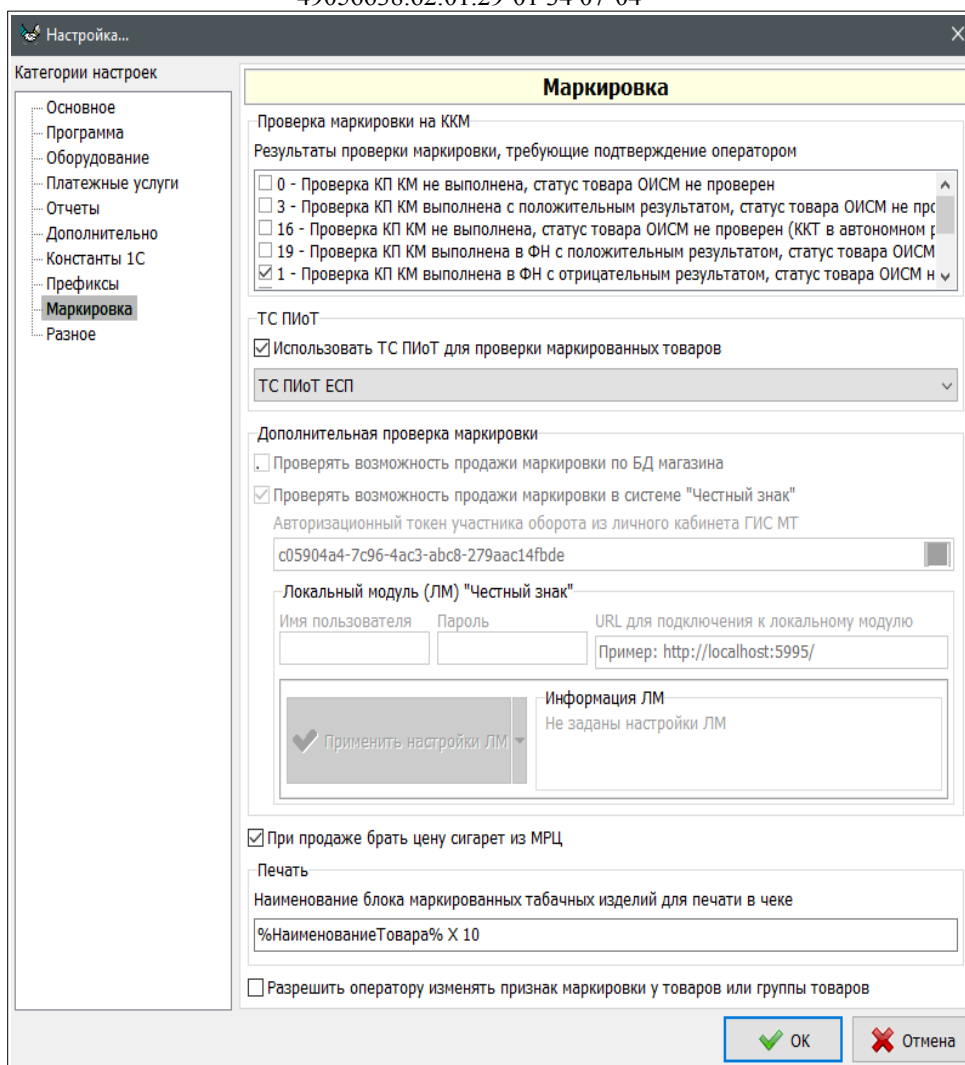 Настройка...
Категории настроек
Основное
Программа
Оборудование
Платежные услуги
Отчеты
Дополнительно
Константы 1С
Префиксы
Маркировка
Разное
Маркировка
Проверка маркировки на ККМ
Результаты проверки маркировки, требующие подтверждение оператором
0 - Проверка КП КМ не выполнена, статус товара ОИСМ не проверен
3 - Проверка КП КМ выполнена с положительным результатом, статус товара ОИСМ не про
16 - Проверка КП КМ не выполнена, статус товара ОИСМ не проверен (ККТ в автономном р
19 - Проверка КП КМ выполнена в ФН с положительным результатом, статус товара ОИСМ
1 - Проверка КП КМ выполнена в ФН с отрицательным результатом, статус товара ОИСМ н
ТС ПИоТ
Использовать ТС ПИоТ для проверки маркированных товаров
ТС ПИоТ ЕСП
Дополнительная проверка маркировки
Проверять возможность продажи маркировки по БД магазина
Проверять возможность продажи маркировки в системе "Честный знак"
Авторизационный токен участника оборота из личного кабинета ГИС МТ
c05904a4-7c96-4ac3-abc8-279aac14fbde
Локальный модуль (ЛМ) "Честный знак"
Имя пользователя Пароль URL для подключения к локальному модулю
Пример: http://localhost:5995/
Применить настройки ЛМ
Информация ЛМ
Не заданы настройки ЛМ
При продаже брать цену сигарет из МРЦ
Печать
Наименование блока маркированных табачных изделий для печати в чеке
%НаименованиеТовара% X 10
Разрешить оператору изменять признак маркировки у товаров или группы товаров
ОК Отмена